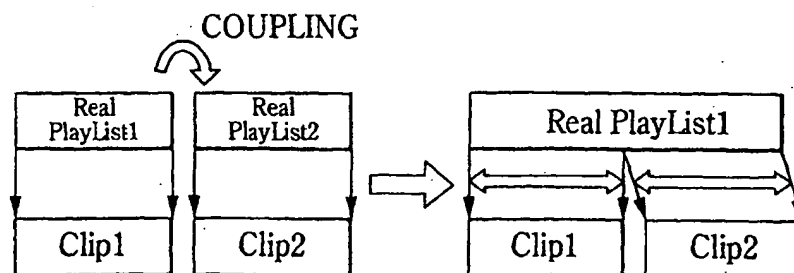 COUPLING
Real
PlayList1
Real
PlayList2
Real PlayList1
Clip1
Clip2
Clip1
Clip2